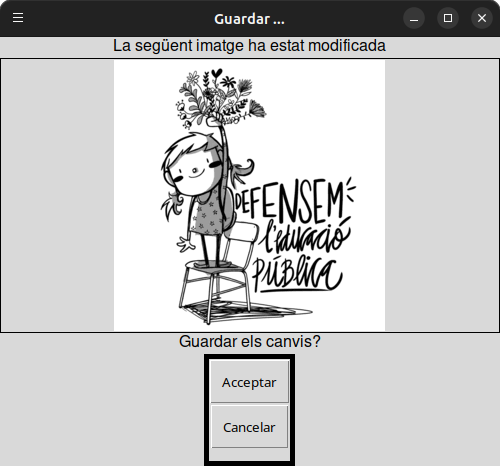 Guardar ...
La següent imatge ha estat modificada
DEFENSEM
l'educació
PÚBLICA
Guardar els canvis?
Acceptar
Cancelar